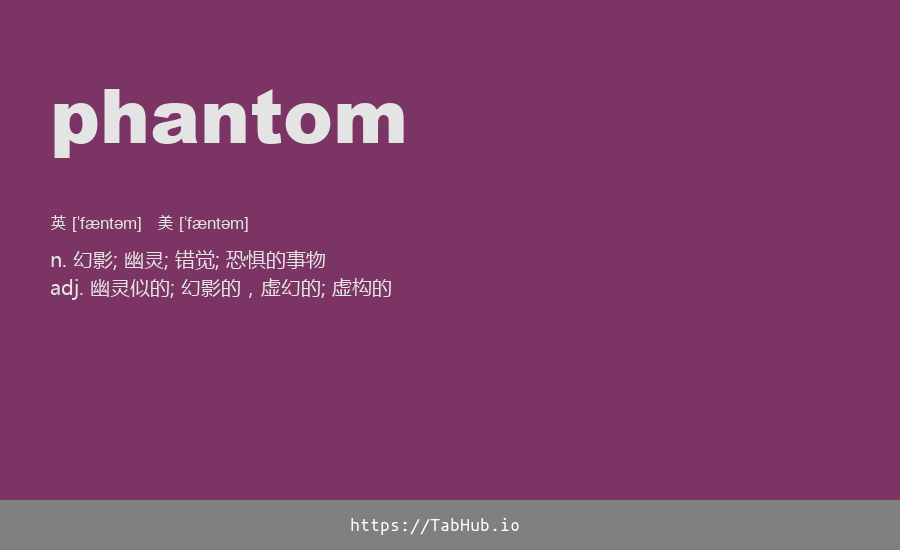 phantom
英 [ˈfæntəm] 美 [ˈfæntəm]
n. 幻影; 幽灵; 错觉; 恐惧的事物
adj. 幽灵似的; 幻影的，虚幻的; 虚构的
https://TabHub.io